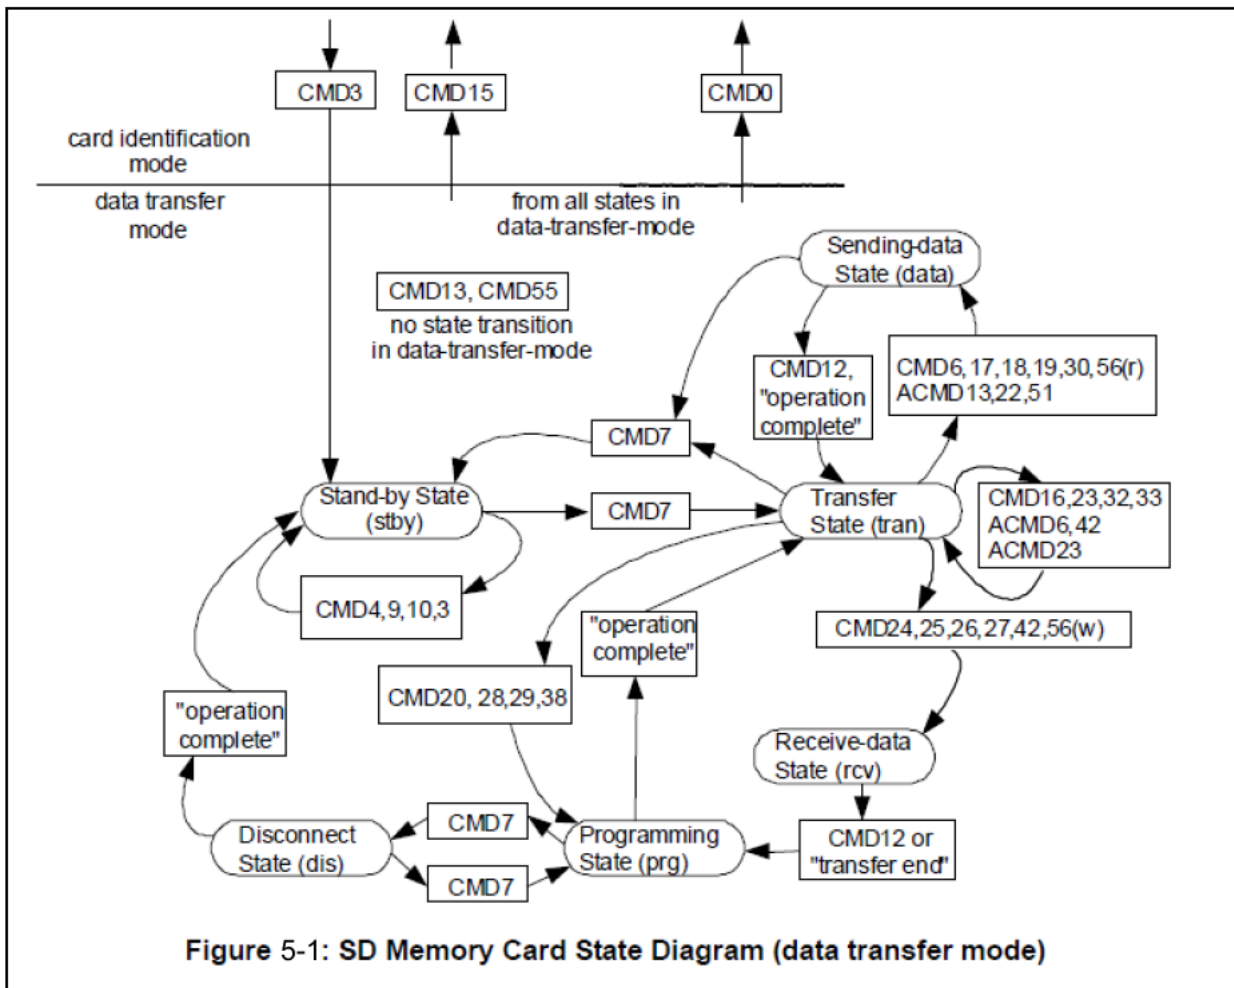 CMD3
CMD15
CMD0
card identification
mode
data transfer
mode
from all states in
data-transfer-mode
Sending-data
State (data)
CMD13, CMD55
no state transition
in data-transfer-mode
CMD12,
"operation
complete"
CMD6,17,18,19,30,56(r)
ACMD13,22,51
CMD7
Stand-by State
(stby)
CMD7
Transfer
State (tran)
CMD16,23,32,33
ACMD6,42
ACMD23
CMD4,9,10,3
"operation
complete"
CMD24,25,26,27,42,56(w)
CMD20, 28,29,38
"operation
complete"
Receive-data
State (rcv)
Disconnect
State (dis)
CMD7
CMD7
Programming
State (prg)
CMD12 or
"transfer end"
Figure 5-1: SD Memory Card State Diagram (data transfer mode)